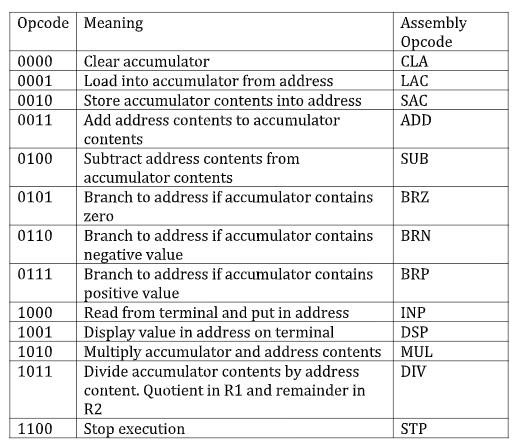 Opcode Meaning Assembly
Opcode
0000 Clear accumulator CLA
0001 Load into accumulator from address LAC
0010 Store accumulator contents into address SAC
0011 Add address contents to accumulator ADD
contents
0100 Subtract address contents from SUB
accumulator contents
0101 Branch to address if accumulator contains BRZ
zero
0110 Branch to address if accumulator contains BRN
negative value
0111 Branch to address if accumulator contains BRP
positive value
1000 Read from terminal and put in address INP
1001 Display value in address on terminal DSP
1010 Multiply accumulator and address contents MUL
1011 Divide accumulator contents by address DIV
content. Quotient in R1 and remainder in
R2
1100 Stop execution STP